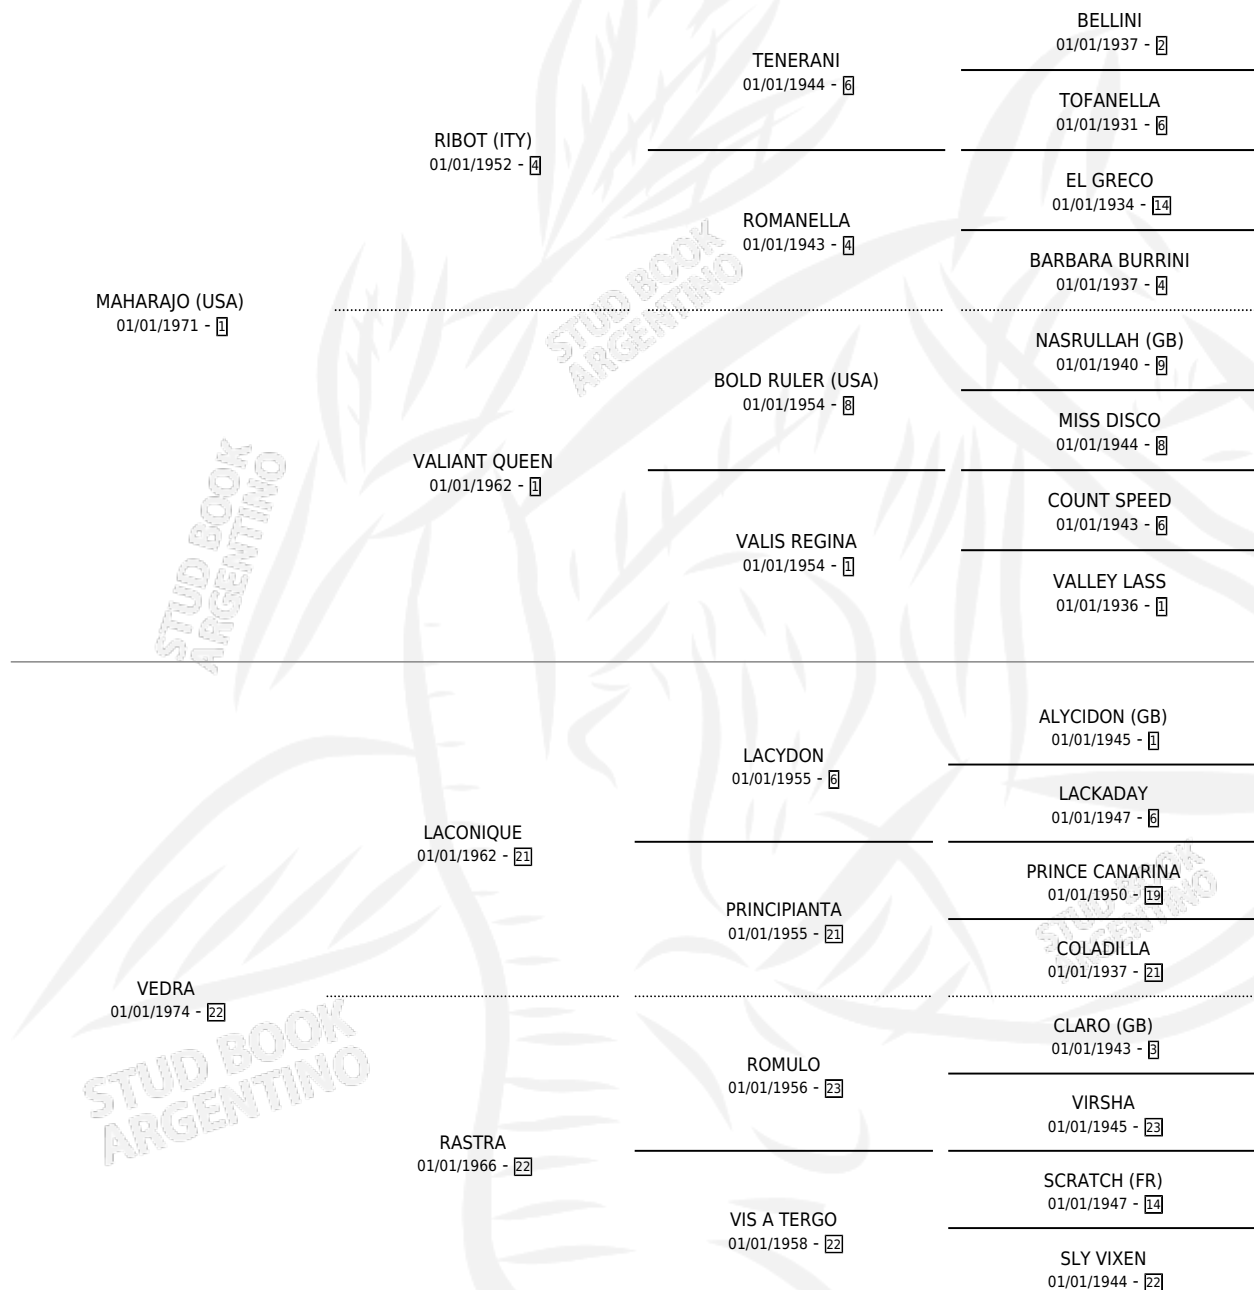 BELLINI
01/01/1937 - 2
TENERANI
01/01/1944 - 6
TOFANELLA
01/01/1931 - 6
RIBOT (ITY)
01/01/1952 - 4
EL GRECO
01/01/1934 - 14
ROMANELLA
01/01/1943 - 4
BARBARA BURRINI
01/01/1937 - 4
MAHARAJO (USA)
01/01/1971 - 1
STUD BOOK
ARGENTINO
NASRULLAH (GB)
01/01/1940 - 9
BOLD RULER (USA)
01/01/1954 - 8
MISS DISCO
01/01/1944 - 8
VALIANT QUEEN
01/01/1962 - 1
COUNT SPEED
01/01/1943 - 6
VALIS REGINA
01/01/1954 - 1
VALLEY LASS
01/01/1936 - 1
STUD BOOK
ARGENTINO
ALYCIDON (GB)
01/01/1945 - 1
LACYDON
01/01/1955 - 6
LACKADAY
01/01/1947 - 6
LACONIQUE
01/01/1962 - 21
PRINCE CANARINA
01/01/1950 - 19
PRINCIPIANTA
01/01/1955 - 21
STUD BOOK
ARGENTINO
COLADILLA
01/01/1937 - 21
VEDRA
01/01/1974 - 22
CLARO (GB)
01/01/1943 - 3
STUD BOOK
ARGENTINO
ROMULO
01/01/1956 - 23
VIRSHA
01/01/1945 - 23
RASTRA
01/01/1966 - 22
SCRATCH (FR)
01/01/1947 - 14
VIS A TERGO
01/01/1958 - 22
SLY VIXEN
01/01/1944 - 22